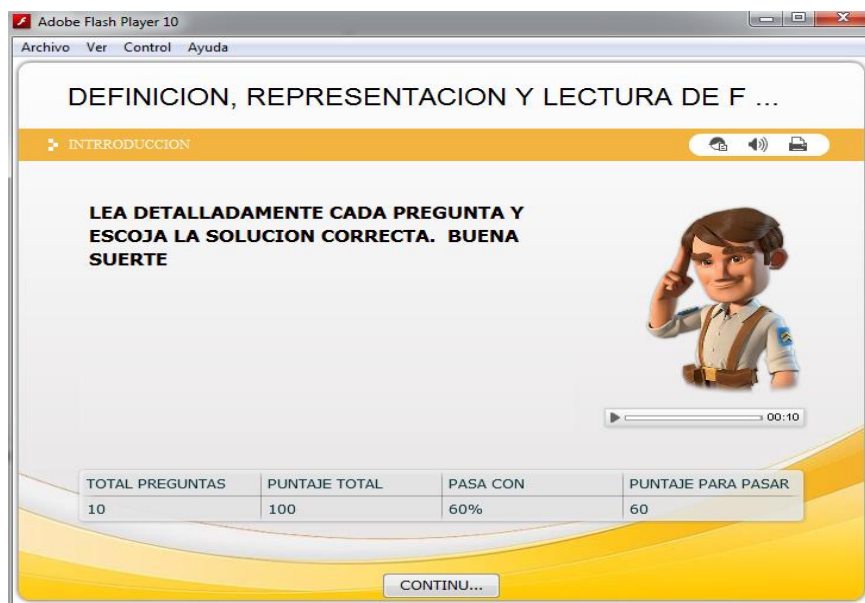 Adobe Flash Player 10
Archivo Ver Control Ayuda
DEFINICION, REPRESENTACION Y LECTURA DE F ...
INTRRODUCCION
LEA DETALLADAMENTE CADA PREGUNTA Y
ESCOJA LA SOLUCION CORRECTA. BUENA
SUERTE
00:10
TOTAL PREGUNTAS PUNTAJE TOTAL PASA CON PUNTAJE PARA PASAR
10 100 60% 60
CONTINU...